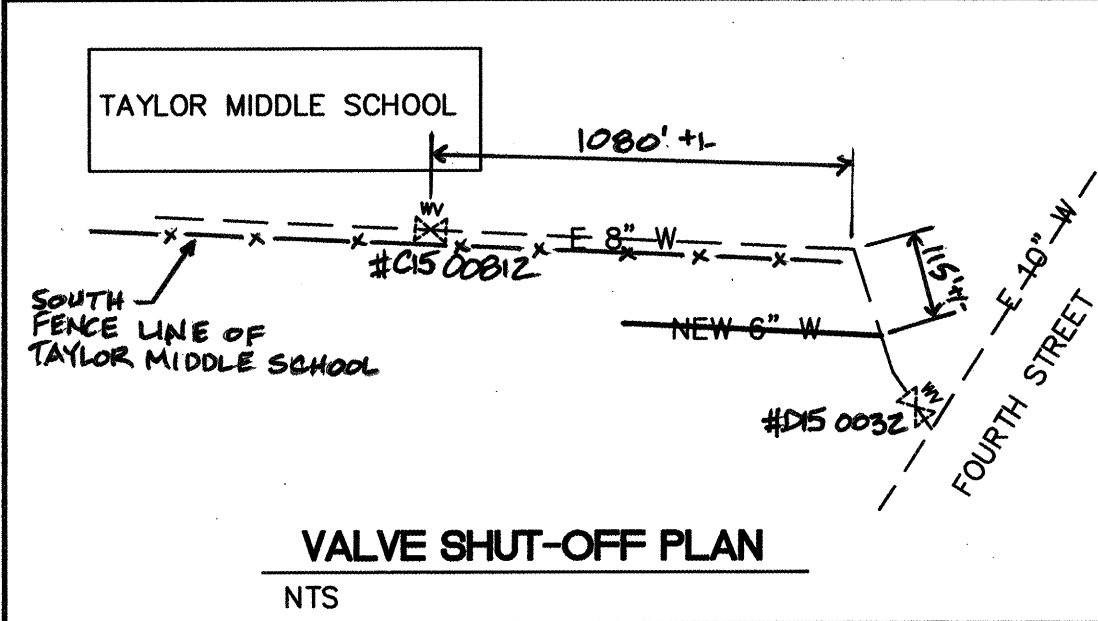 TAYLOR MIDDLE SCHOOL
1080' +/-
WV
E 8" W
#C15 00812
115' +/-
E 10" W
SOUTH
FENCE LINE OF
TAYLOR MIDDLE SCHOOL
NEW 6" W
WV
#D15 0032
FOURTH STREET
VALVE SHUT-OFF PLAN
NTS